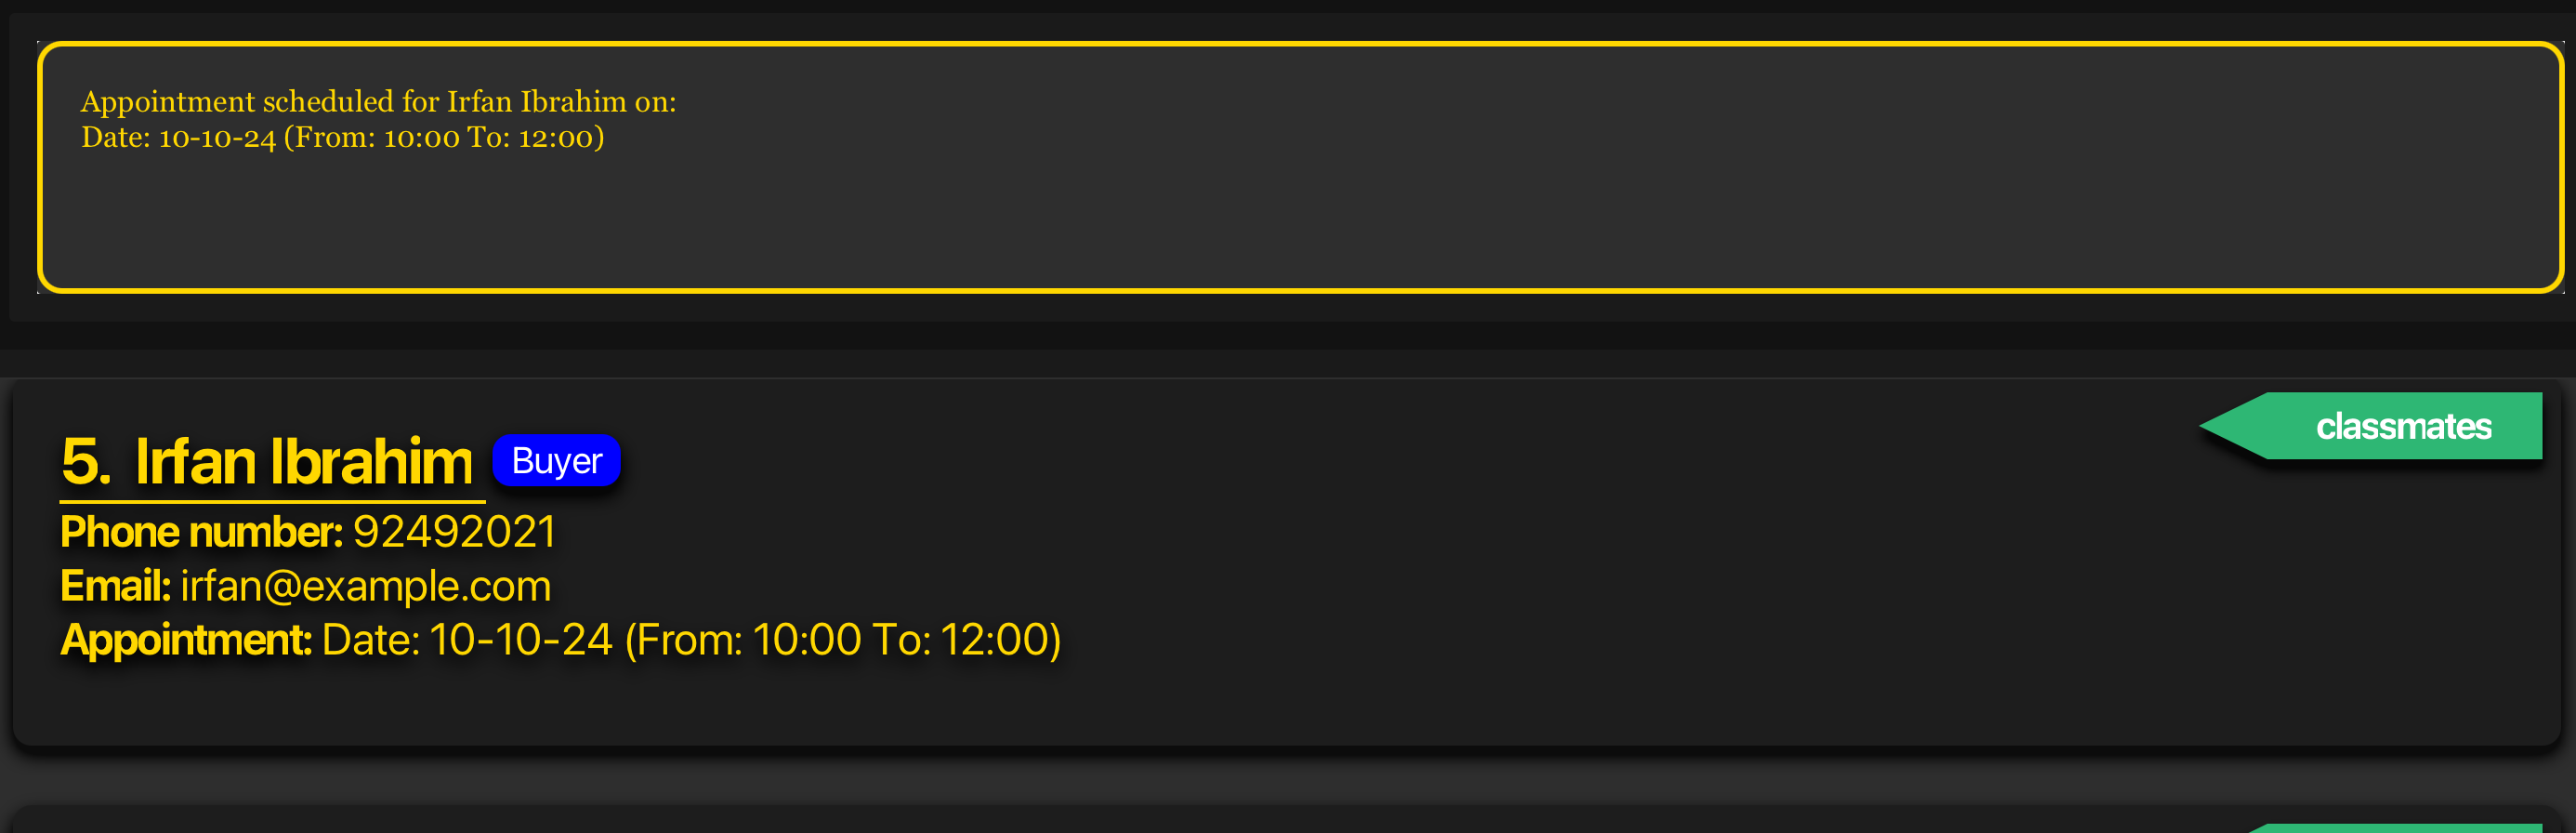 Appointment scheduled for Irfan Ibrahim on:
Date: 10-10-24 (From: 10:00 To: 12:00)
classmates
5. Irfan Ibrahim Buyer
Phone number: 92492021
Email: irfan@example.com
Appointment: Date: 10-10-24 (From: 10:00 To: 12:00)